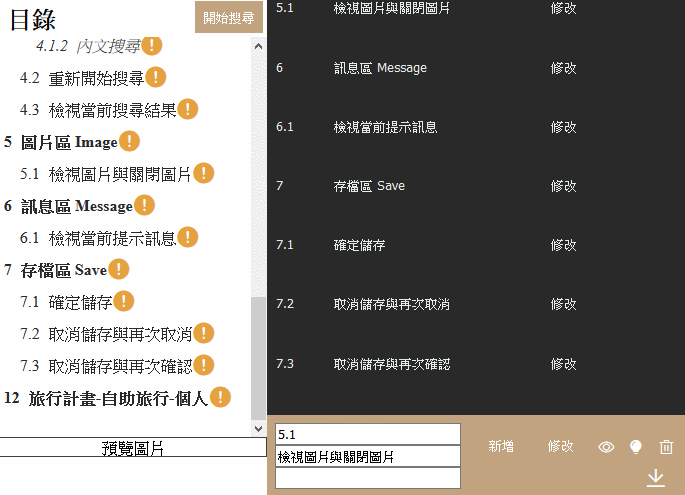 目錄
開始搜尋
4.1.2 內文搜尋
4.2 重新開始搜尋
4.3 檢視當前搜尋結果
5 圖片區 Image
5.1 檢視圖片與關閉圖片
6 訊息區 Message
6.1 檢視當前提示訊息
7 存檔區 Save
7.1 確定儲存
7.2 取消儲存與再次取消
7.3 取消儲存與再次確認
12 旅行計畫-自助旅行-個人
預覽圖片
5.1 檢視圖片與關閉圖片 修改
6 訊息區 Message 修改
6.1 檢視當前提示訊息 修改
7 存檔區 Save 修改
7.1 確定儲存 修改
7.2 取消儲存與再次取消 修改
7.3 取消儲存與再次確認 修改
5.1
檢視圖片與關閉圖片
新增 修改